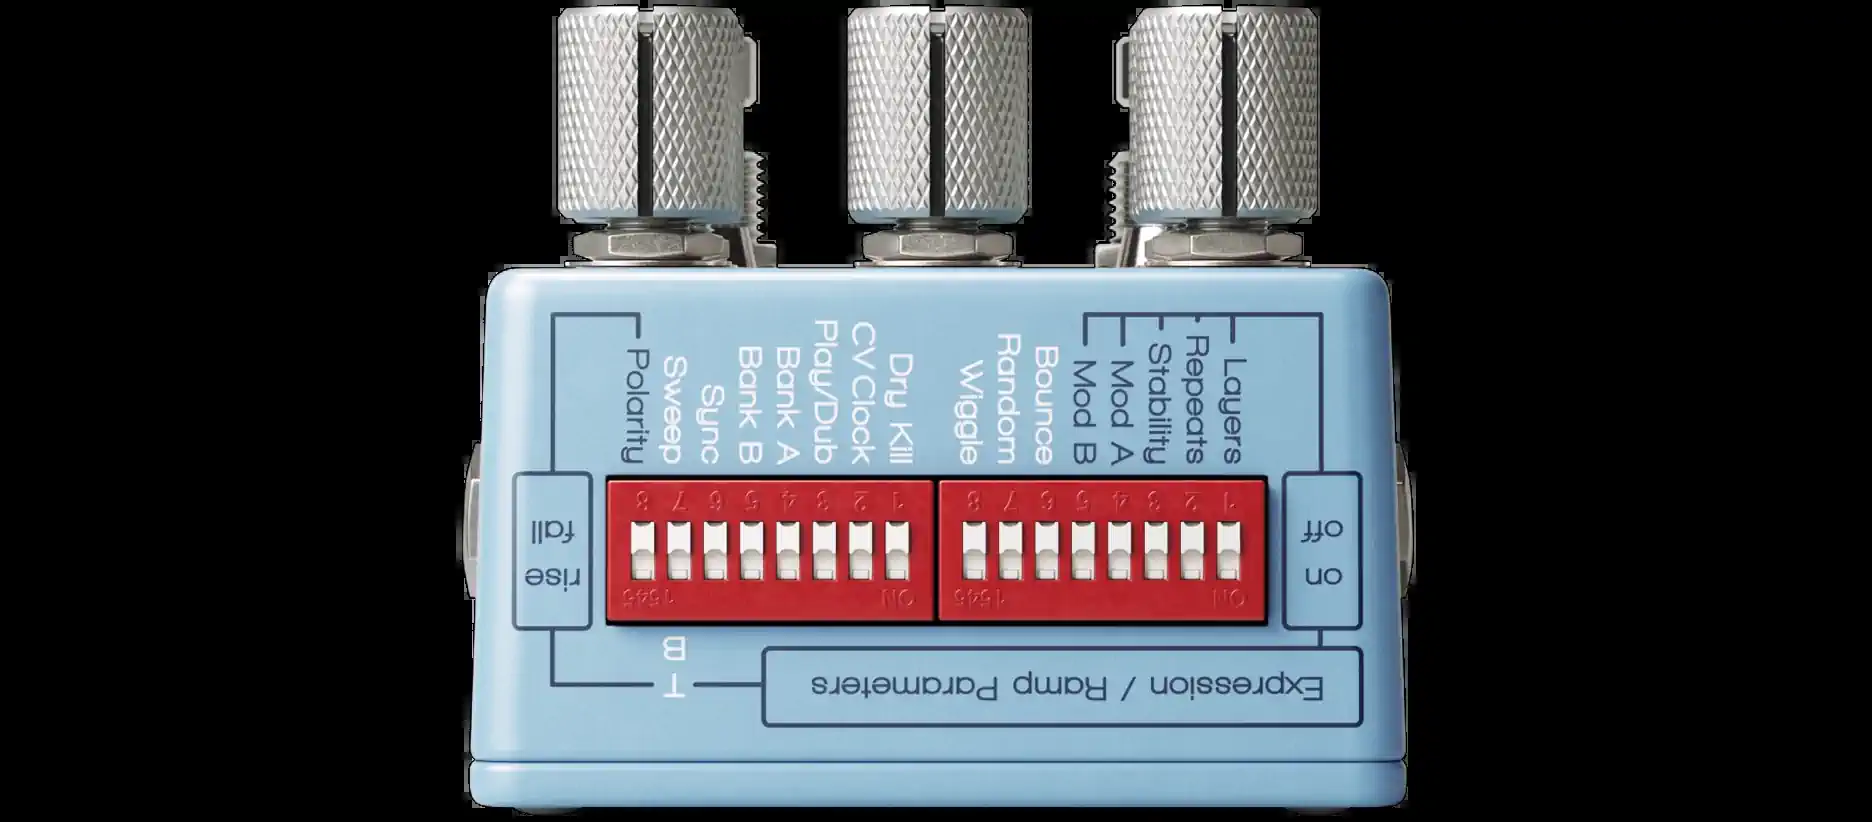 Expression / Ramp Parameters
T
B
on
off
rise
fall
ON
1545
ON
1545
1 2 3 4 5 6 7 8
1 2 3 4 5 6 7 8
Layers
Repeats
Stability
Mod A
Mod B
Bounce
Random
Wiggle
Dry Kill
CV Clock
Play/Dub
Bank A
Bank B
Sync
Sweep
Polarity